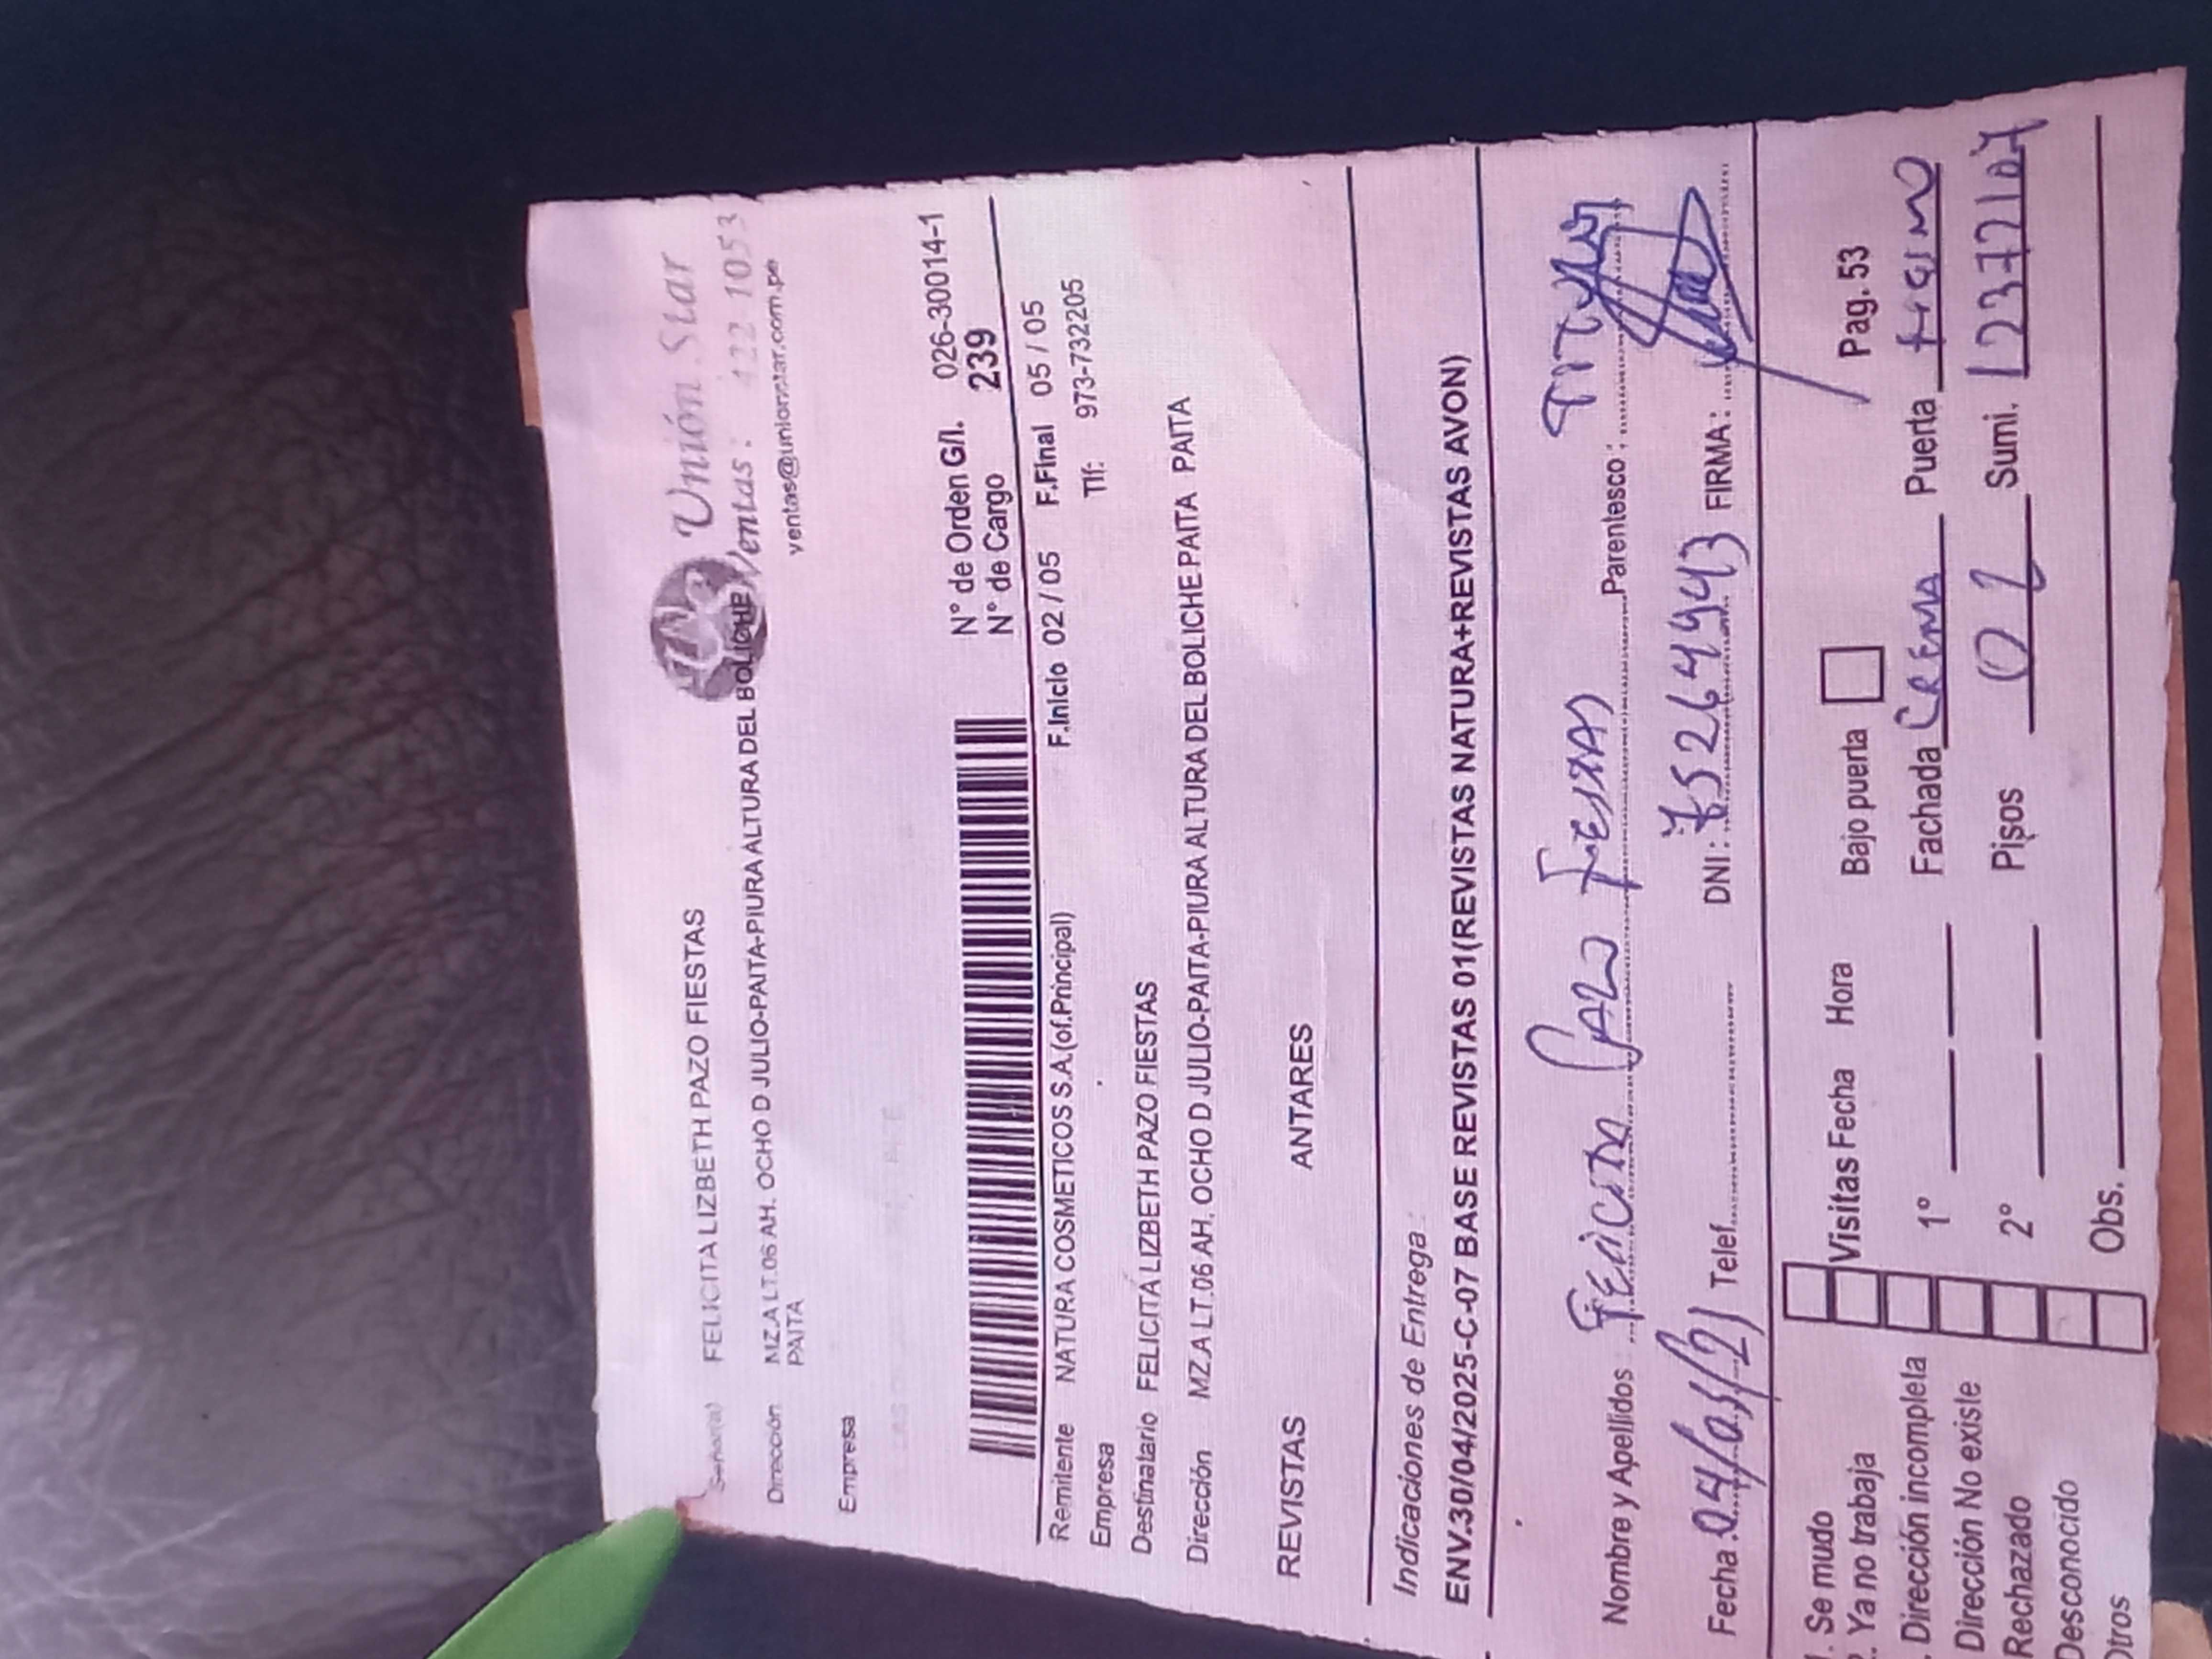 Unión Star
Ventas: 422-1053
ventas@unionstar.com.pe
Señor(a) FELICITA LIZBETH PAZO FIESTAS
Dirección MZ.A LT.06 AH. OCHO D JULIO-PAITA-PIURA ALTURA DEL BOLICHE
PAITA
Empresa
N° de Orden G/I. 026-30014-1
N° de Cargo 239
F.Inicio 02 / 05 F.Final 05 / 05
Remitente NATURA COSMETICOS S.A.(of.Principal)
Tlf: 973-732205
Empresa
Destinatario FELICITA LIZBETH PAZO FIESTAS
Dirección MZ.A LT.06 AH. OCHO D JULIO-PAITA-PIURA ALTURA DEL BOLICHE PAITA PAITA
REVISTAS ANTARES
Indicaciones de Entrega :
ENV.30/04/2025-C-07 BASE REVISTAS 01(REVISTAS NATURA+REVISTAS AVON)
Nombre y Apellidos : Felicita Pazo Fiestas Parentesco : Titular
Fecha : 04/05/21 Telef. DNI : 75264943 FIRMA :
Pag. 53
1. Se mudo
2. Ya no trabaja Visitas Fecha Hora Bajo puerta
. Dirección incompleta 1° Fachada CREMA Puerta
Dirección No existe
Rechazado 2° Pisos 02 Sumi. 12372107
Desconocido
Otros Obs.